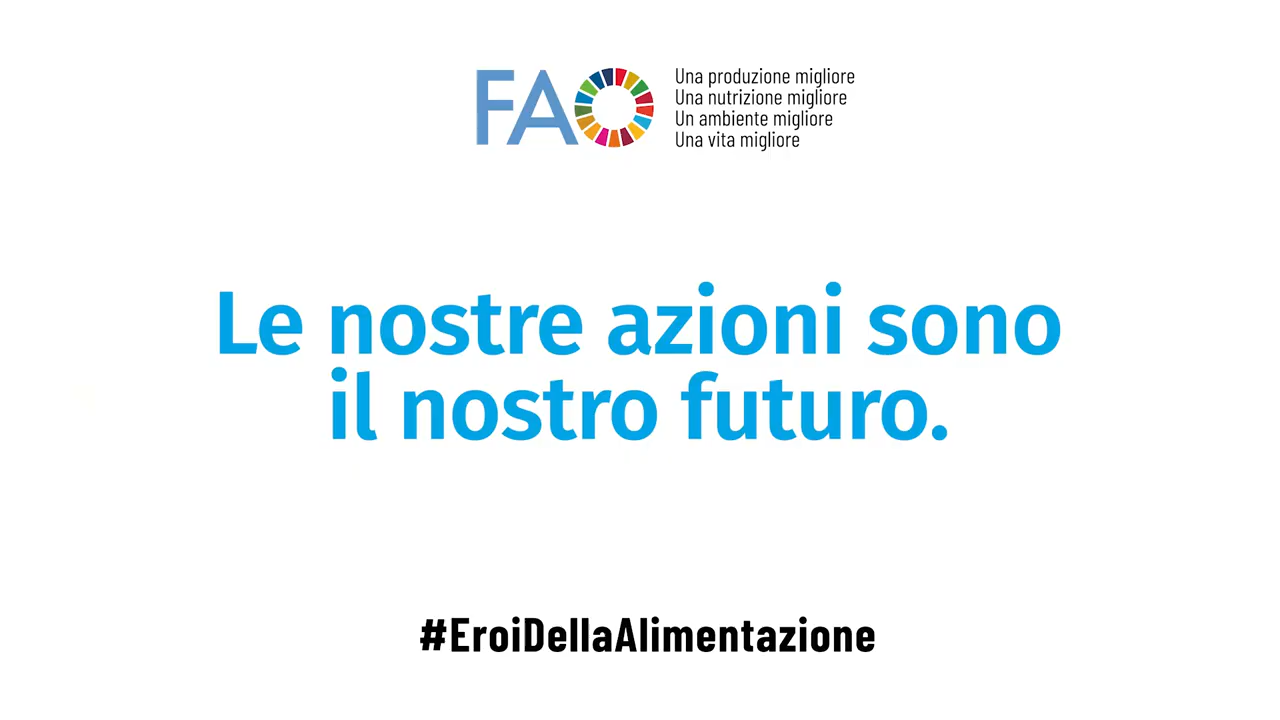 FAO
Una produzione migliore
Una nutrizione migliore
Un ambiente migliore
Una vita migliore
Le nostre azioni sono
il nostro futuro.
#EroiDellaAlimentazione